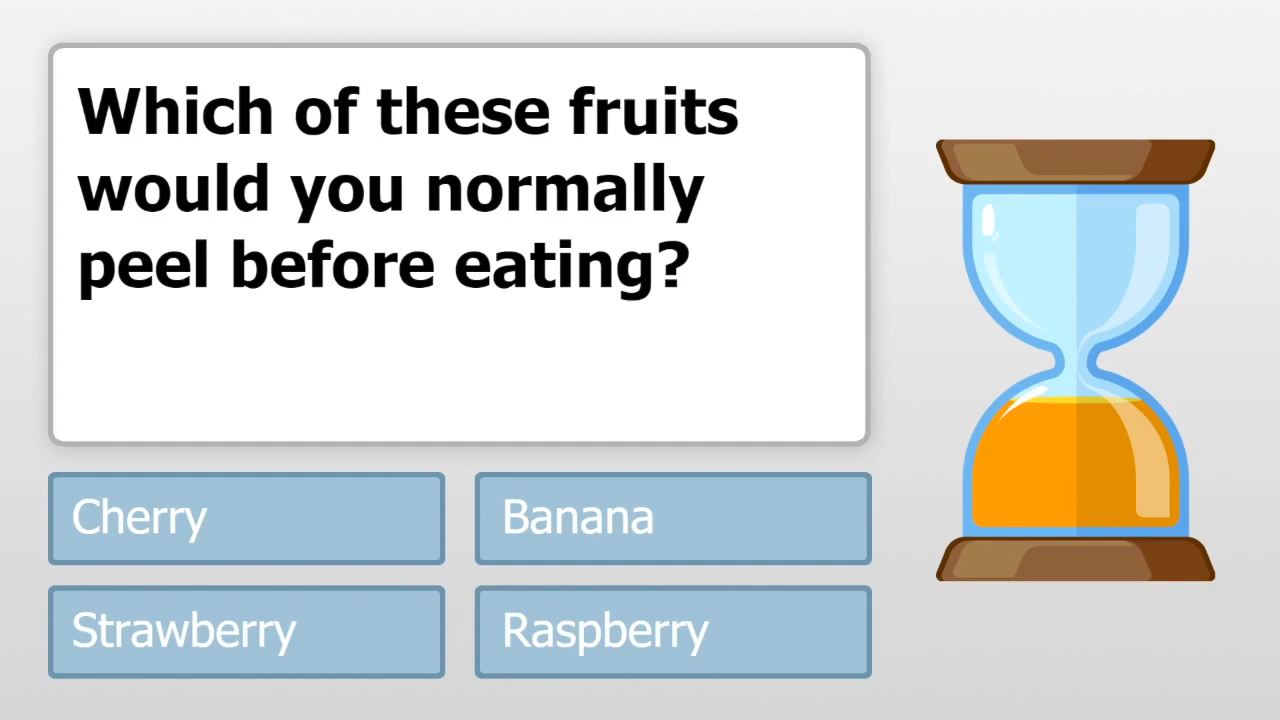 Which of these fruits
would you normally
peel before eating?
Cherry
Banana
Strawberry
Raspberry